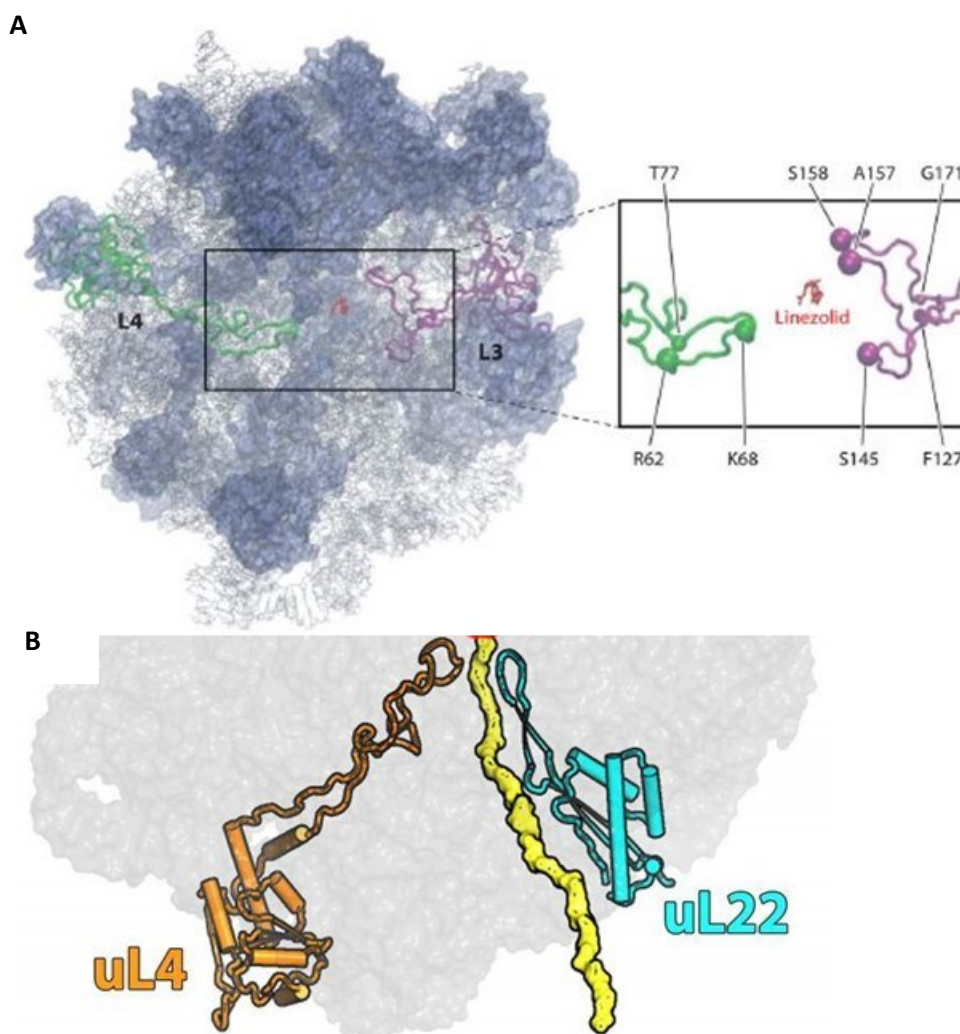 A
T77 S158 A157 G171
L4
L3
Linezolid
R62 K68 S145 F127
B
uL4
uL22